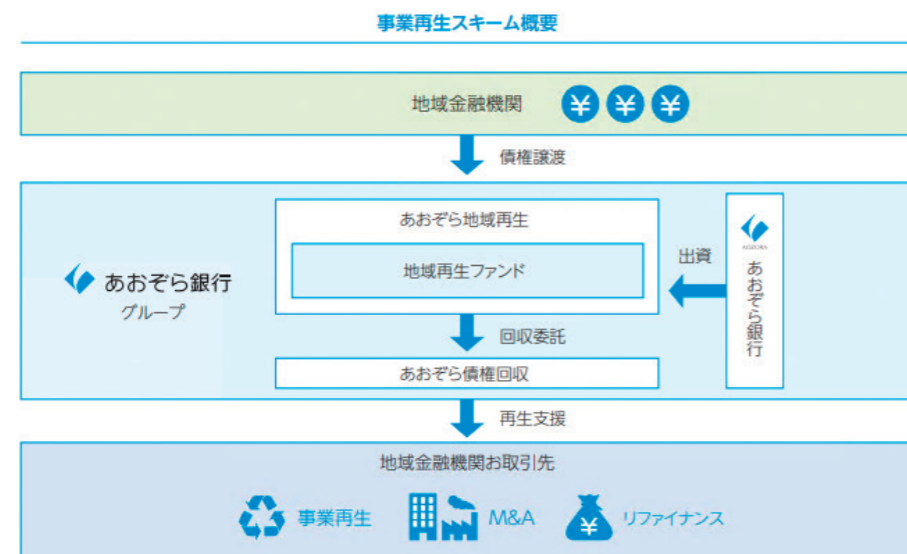 事業再生スキーム概要
地域金融機関 ¥ ¥ ¥
債権譲渡
あおぞら地域再生
地域再生ファンド
出資
AOZORA
あおぞら銀行
あおぞら銀行
グループ
回収委託
あおぞら債権回収
再生支援
地域金融機関お取引先
事業再生
M&A
¥
リファイナンス